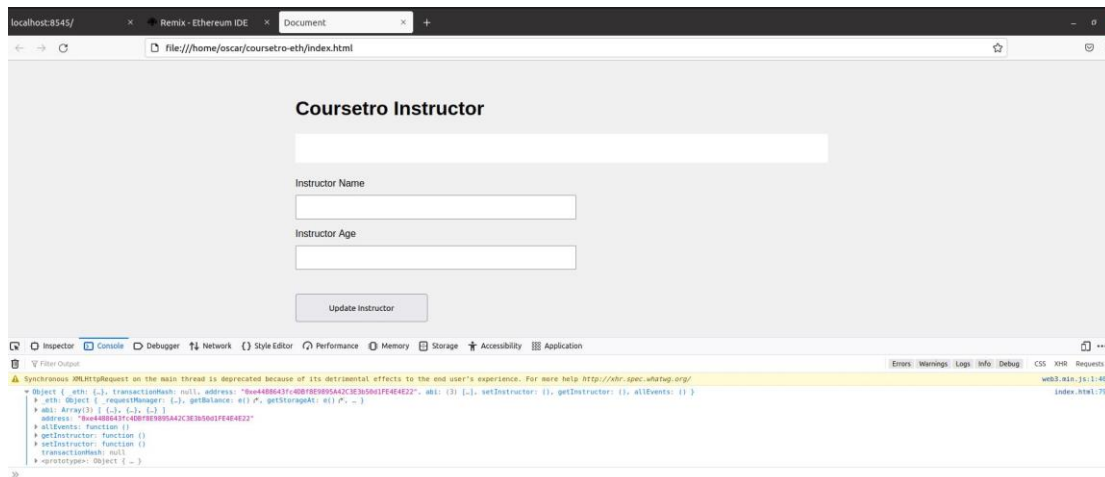 localhost:8545/ × Remix - Ethereum IDE × Document × +
file:///home/oscar/coursetro-eth/index.html
Coursetro Instructor
Instructor Name
Instructor Age
Update Instructor
Inspector Console Debugger Network {} Style Editor Performance Memory Storage Accessibility Application
Filter Output Errors Warnings Logs Info Debug CSS XHR Requests
Synchronous XMLHttpRequest on the main thread is deprecated because of its detrimental effects to the end user's experience. For more help http://xhr.spec.whatwg.org/ web3.min.js:1:40
Object { _eth: {…}, transactionHash: null, address: abi: (3) […], setInstructor: (), getInstructor: (), allEvents: () } index.html:79
_eth: Object { _requestManager: {…}, getBalance: e(), getStorageAt: e(), … }
abi: Array(3) [ {…}, {…}, {…} ]
address:
allEvents: function ()
getInstructor: function ()
setInstructor: function ()
transactionHash: null
<prototype>: Object { … }